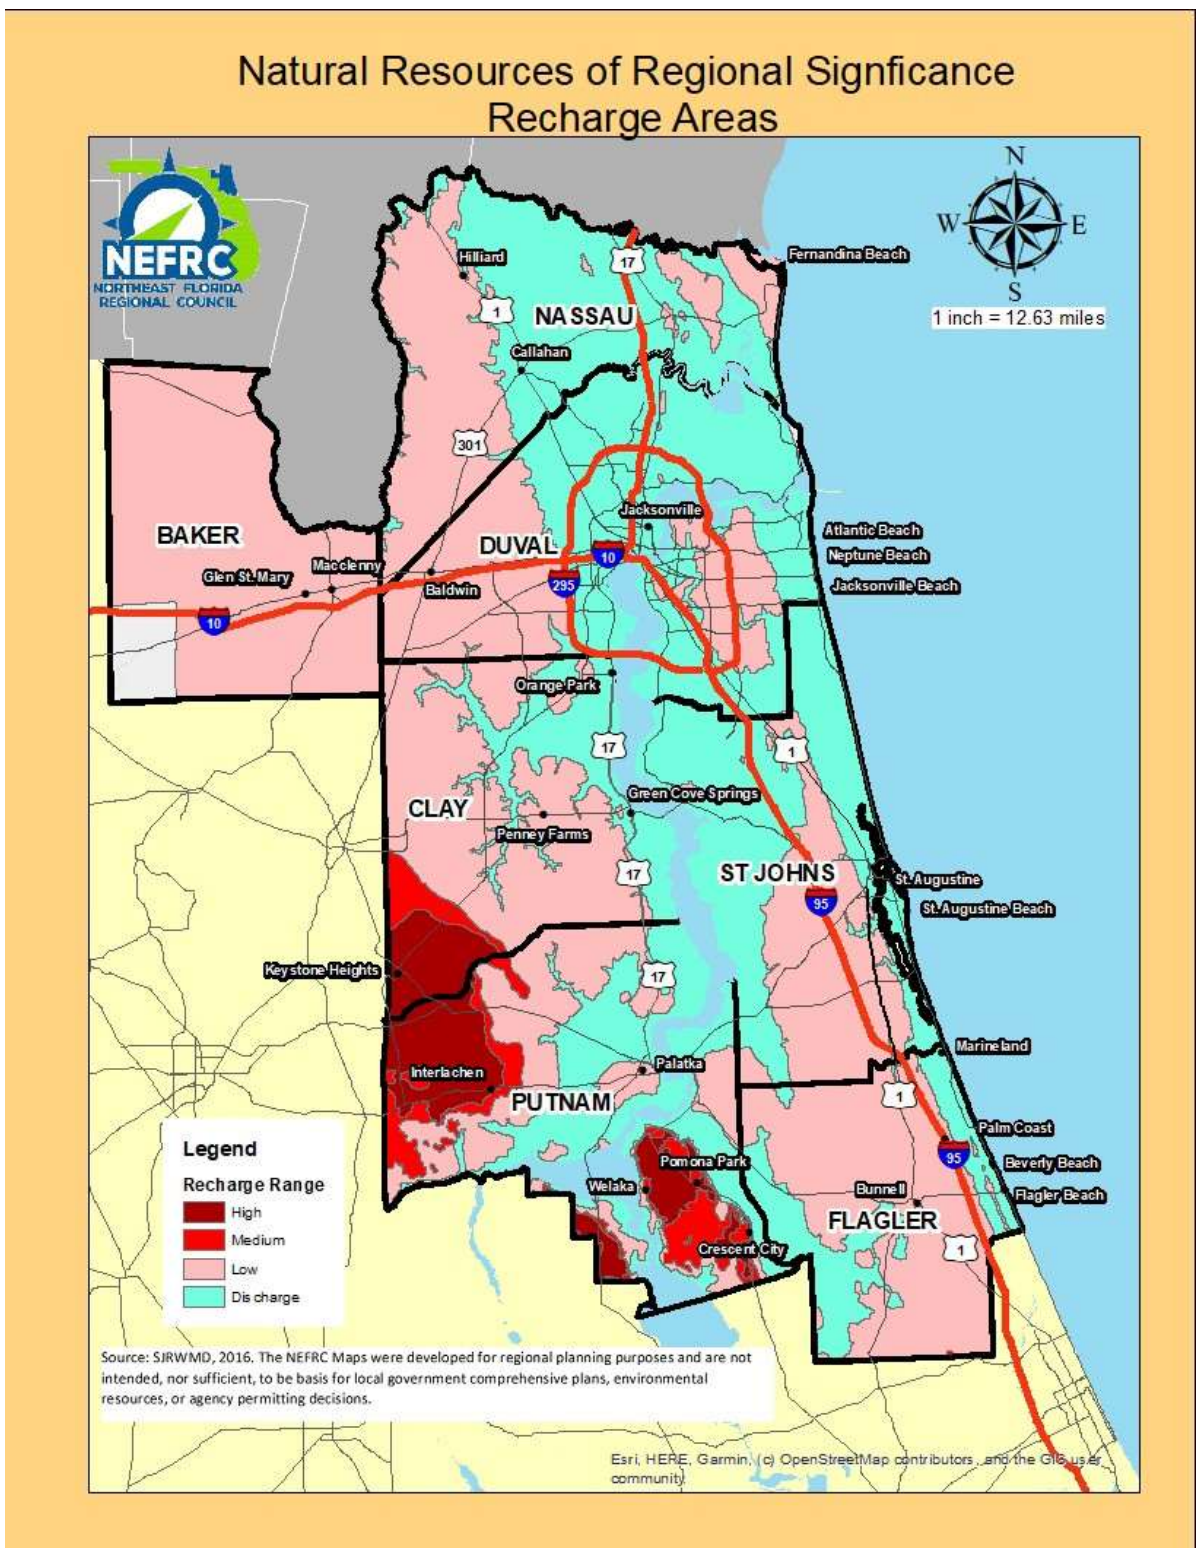 Natural Resources of Regional Signficance
Recharge Areas
NEFRC
NORTHEAST FLORIDA
REGIONAL COUNCIL
N
W
E
S
1 inch = 12.63 miles
Fernandina Beach
17
Hilliard
1
NASSAU
Callahan
301
BAKER
Jacksonville
Atlantic Beach
DUVAL
10
Neptune Beach
Macclenny
Glen St. Mary
Baldwin
295
Jacksonville Beach
10
Orange Park
17
1
CLAY
Green Cove Springs
Penney Farms
17
ST JOHNS
St. Augustine
95
St. Augustine Beach
Keystone Heights
17
Marineland
Interlachen
Palatka
PUTNAM
1
Palm Coast
95
Pomona Park
Beverly Beach
Welaka
Bunnell
Flagler Beach
FLAGLER
Crescent City
1
Legend
Recharge Range
High
Medium
Low
Discharge
Source: SJRWMD, 2016. The NEFRC Maps were developed for regional planning purposes and are not
intended, nor sufficient, to be basis for local government comprehensive plans, environmental
resources, or agency permitting decisions.
Esri, HERE, Garmin, (c) OpenStreetMap contributors, and the GIS user
community